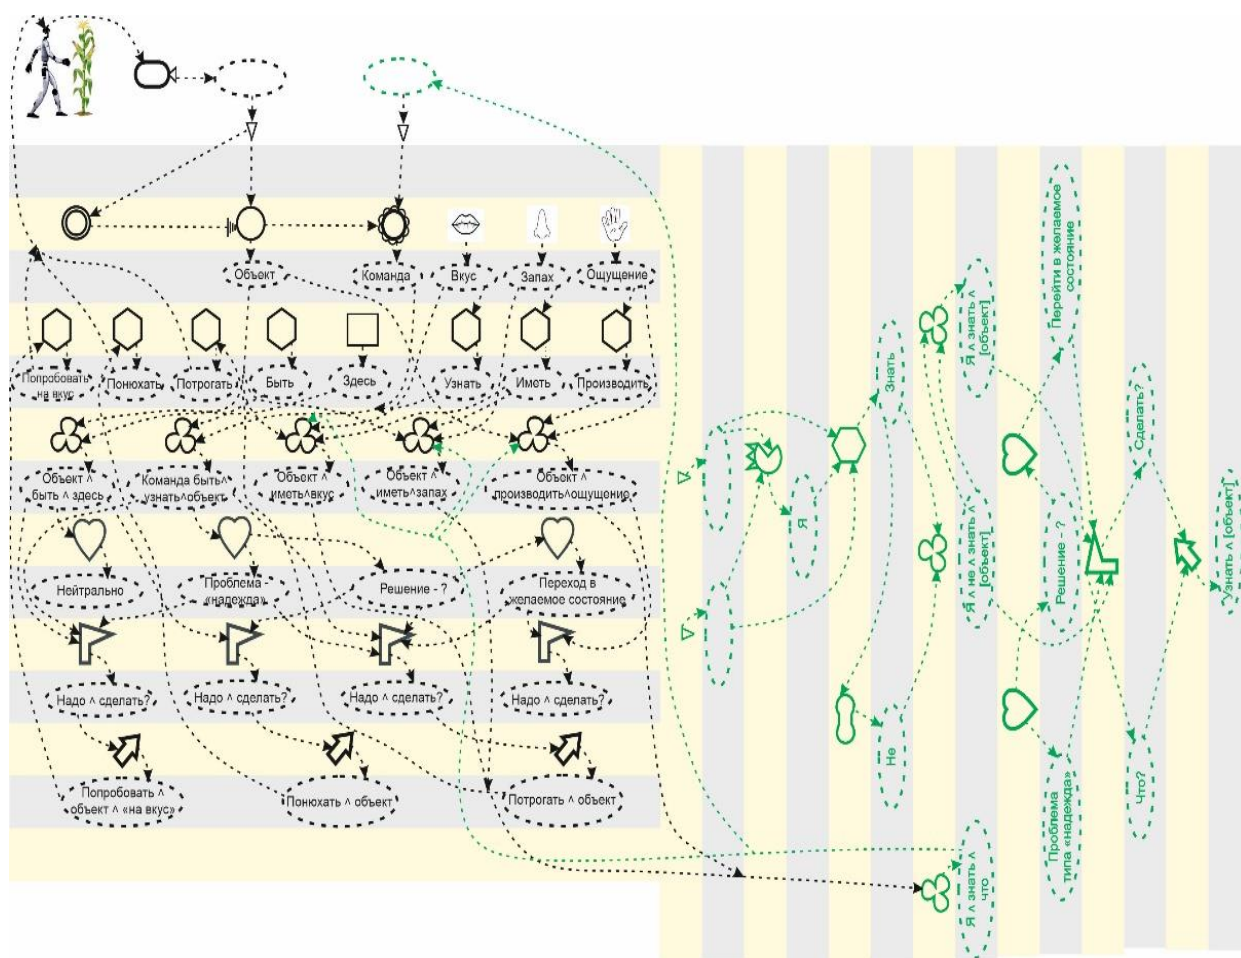 Объект
Команда
Вкус
Запах
Ощущение
Попробовать
на вкус
Понюхать
Потрогать
Быть
Здесь
Узнать
Иметь
Производить
Объект ^
быть ^ здесь
Команда быть^
узнать^объект
Объект ^
иметь^вкус
Объект ^
иметь^запах
Объект ^
производить^ощущение
Нейтрально
Проблема
«надежда»
Решение - ?
Переход в
желаемое состояние
Надо ^ сделать?
Надо ^ сделать?
Надо ^ сделать?
Надо ^ сделать?
Попробовать ^
объект ^ «на вкус»
Понюхать ^ объект
Потрогать ^ объект
Я
Знать
Не
Я ^ знать ^
[объект]
Я ^ не ^ знать ^
[объект]
Я ^ знать ^
что
Перейти в желаемое
состояние
Решение - ?
Проблема
типа «надежда»
Сделать?
Что?
Узнать ^ [объект]